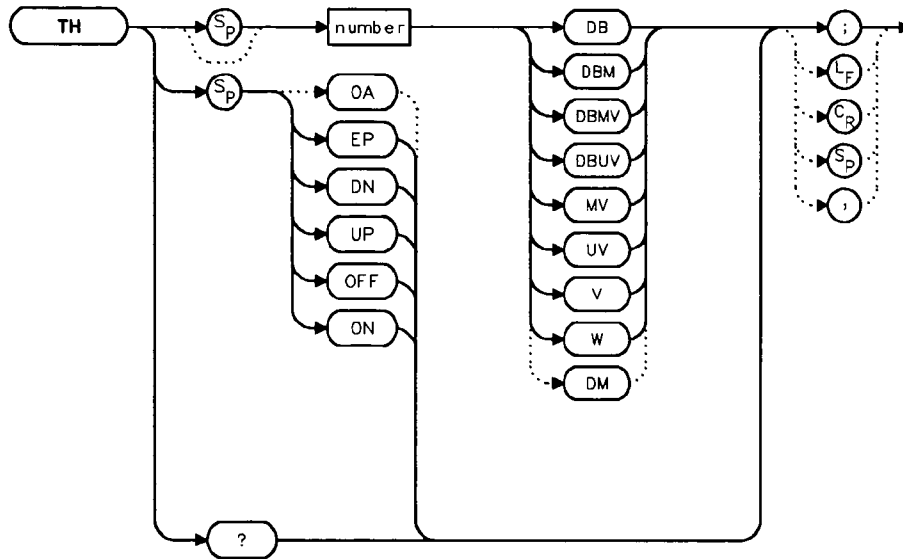 TH
SP
number
DB
DBM
DBMV
DBUV
MV
UV
V
W
DM
SP
OA
EP
DN
UP
OFF
ON
?
;
LF
CR
SP
,